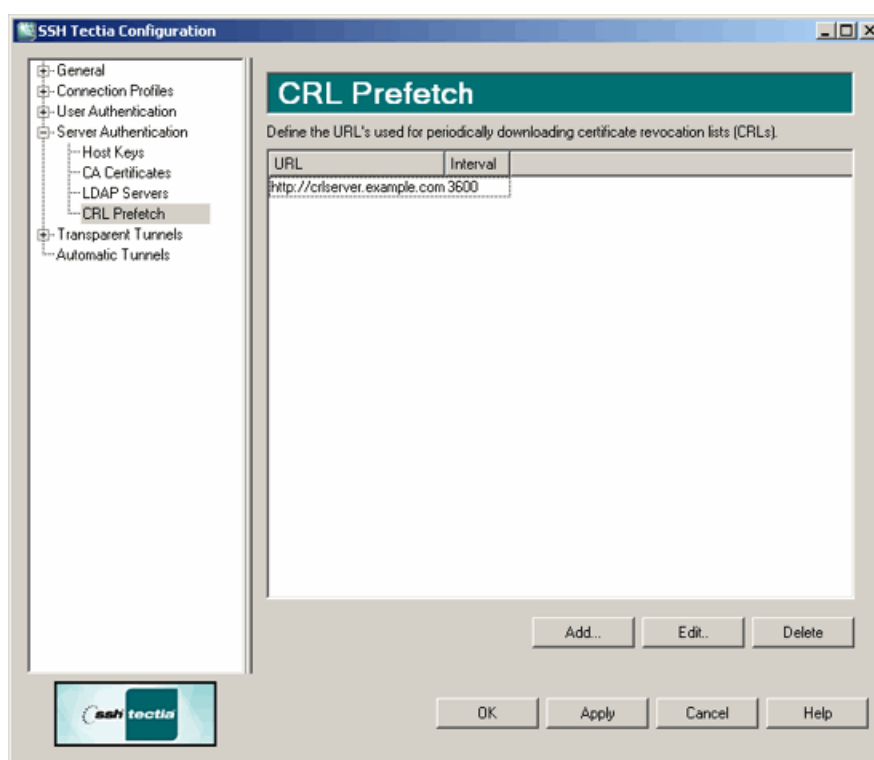 SSH Tectia Configuration
General
Connection Profiles
User Authentication
Server Authentication
Host Keys
CA Certificates
LDAP Servers
CRL Prefetch
Transparent Tunnels
Automatic Tunnels
CRL Prefetch
Define the URL's used for periodically downloading certificate revocation lists (CRLs).
URL Interval
http://crlserver.example.com 3600
Add... Edit.. Delete
ssh tectia
OK Apply Cancel Help